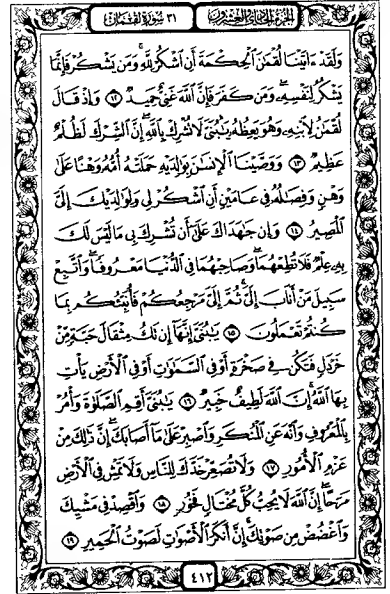 الجزء الحادي والعشرون ٣١ سورة لقمان
وَلَقَدْ ءَاتَيْنَا لُقْمَٰنَ ٱلْحِكْمَةَ أَنِ ٱشْكُرْ لِلَّهِ وَمَن يَشْكُرْ فَإِنَّمَا
يَشْكُرُ لِنَفْسِهِۦ وَمَن كَفَرَ فَإِنَّ ٱللَّهَ غَنِىٌّ حَمِيدٌ ١٢ وَإِذْ قَالَ
لُقْمَٰنُ لِٱبْنِهِۦ وَهُوَ يَعِظُهُۥ يَٰبُنَىَّ لَا تُشْرِكْ بِٱللَّهِ إِنَّ ٱلشِّرْكَ لَظُلْمٌ
عَظِيمٌ ١٣ وَوَصَّيْنَا ٱلْإِنسَٰنَ بِوَٰلِدَيْهِ حَمَلَتْهُ أُمُّهُۥ وَهْنًا عَلَىٰ
وَهْنٍ وَفِصَٰلُهُۥ فِى عَامَيْنِ أَنِ ٱشْكُرْ لِى وَلِوَٰلِدَيْكَ إِلَىَّ
ٱلْمَصِيرُ ١٤ وَإِن جَٰهَدَاكَ عَلَىٰٓ أَن تُشْرِكَ بِى مَا لَيْسَ لَكَ
بِهِۦ عِلْمٌ فَلَا تُطِعْهُمَا وَصَاحِبْهُمَا فِى ٱلدُّنْيَا مَعْرُوفًا وَٱتَّبِعْ
سَبِيلَ مَنْ أَنَابَ إِلَىَّ ثُمَّ إِلَىَّ مَرْجِعُكُمْ فَأُنَبِّئُكُم بِمَا
كُنتُمْ تَعْمَلُونَ ١٥ يَٰبُنَىَّ إِنَّهَآ إِن تَكُ مِثْقَالَ حَبَّةٍ مِّنْ
خَرْدَلٍ فَتَكُن فِى صَخْرَةٍ أَوْ فِى ٱلسَّمَٰوَٰتِ أَوْ فِى ٱلْأَرْضِ يَأْتِ
بِهَا ٱللَّهُ إِنَّ ٱللَّهَ لَطِيفٌ خَبِيرٌ ١٦ يَٰبُنَىَّ أَقِمِ ٱلصَّلَوٰةَ وَأْمُرْ
بِٱلْمَعْرُوفِ وَٱنْهَ عَنِ ٱلْمُنكَرِ وَٱصْبِرْ عَلَىٰ مَآ أَصَابَكَ إِنَّ ذَٰلِكَ مِنْ
عَزْمِ ٱلْأُمُورِ ١٧ وَلَا تُصَعِّرْ خَدَّكَ لِلنَّاسِ وَلَا تَمْشِ فِى ٱلْأَرْضِ
مَرَحًا إِنَّ ٱللَّهَ لَا يُحِبُّ كُلَّ مُخْتَالٍ فَخُورٍ ١٨ وَٱقْصِدْ فِى مَشْيِكَ
وَٱغْضُضْ مِن صَوْتِكَ إِنَّ أَنكَرَ ٱلْأَصْوَٰتِ لَصَوْتُ ٱلْحَمِيرِ ١٩
٤١٢